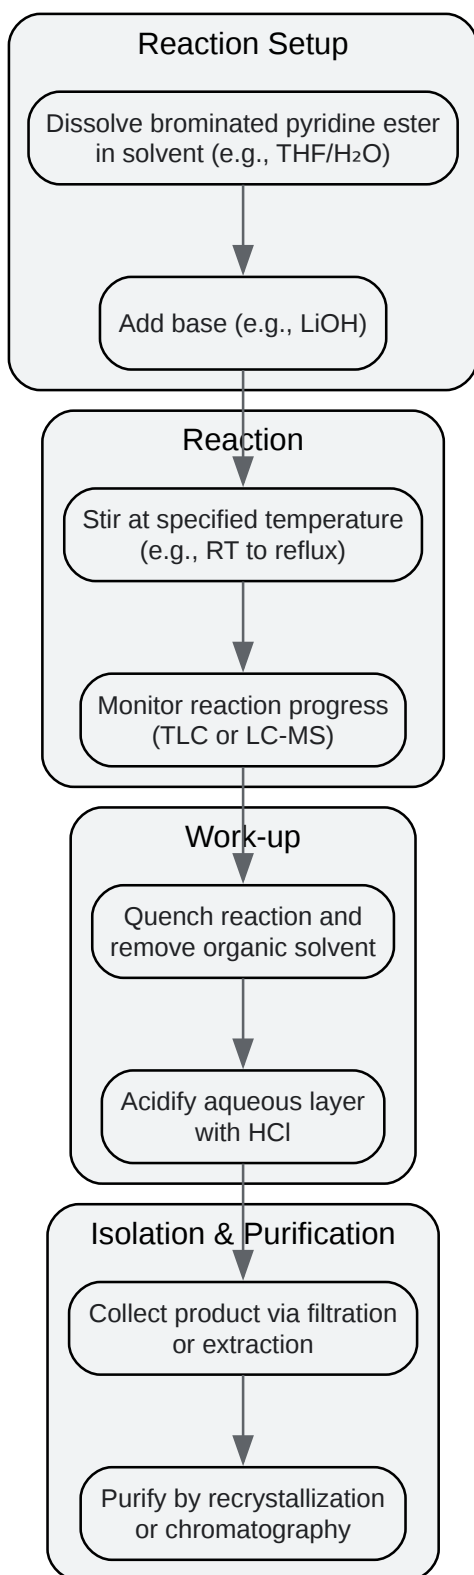 Reaction Setup
Dissolve brominated pyridine ester
in solvent (e.g., THF/H₂O)
Add base (e.g., LiOH)
Reaction
Stir at specified temperature
(e.g., RT to reflux)
Monitor reaction progress
(TLC or LC-MS)
Work-up
Quench reaction and
remove organic solvent
Acidify aqueous layer
with HCl
Isolation & Purification
Collect product via filtration
or extraction
Purify by recrystallization
or chromatography